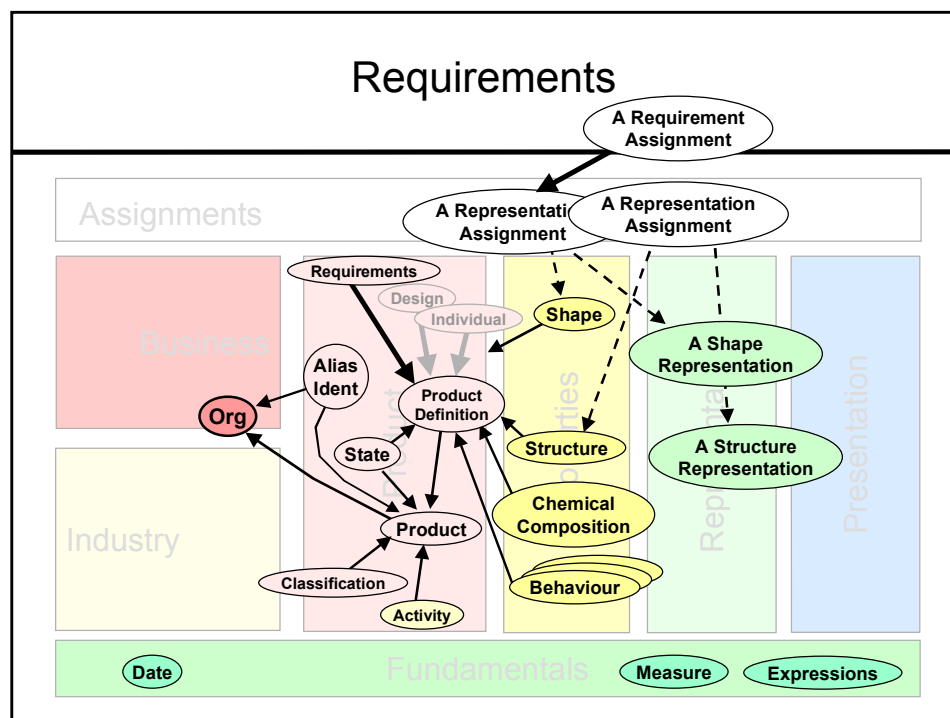 Requirements
A Requirement
Assignment
Assignments
A Representati
Assignment
A Representation
Assignment
Requirements
Design
Individual
Shape
Business
Alias
Ident
A Shape
Representation
Product
Definition
Org
State
Structure
A Structure
Representation
Product
Chemical
Composition
Product
Industry
Classification
Activity
Behaviour
Presentation
Fundamentals
Date
Measure
Expressions